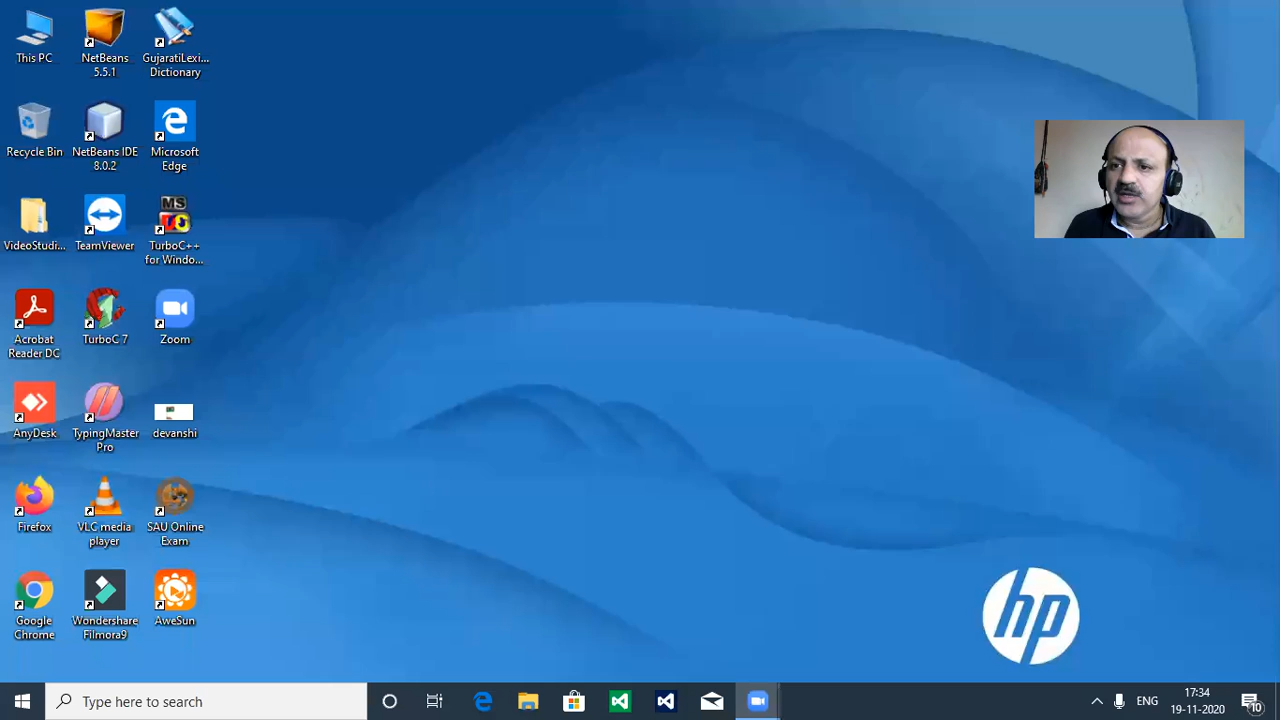 This PC
NetBeans
5.5.1
GujaratiLexi...
Dictionary
Recycle Bin
NetBeans IDE
8.0.2
Microsoft
Edge
VideoStudi...
TeamViewer
MS
TurboC++
for Windo...
Acrobat
Reader DC
TurboC 7
Zoom
AnyDesk
TypingMaster
Pro
devanshi
Firefox
VLC media
player
SAU Online
Exam
Google
Chrome
Wondershare
Filmora9
AweSun
hp
Type here to search
ENG
17:34
19-11-2020
10